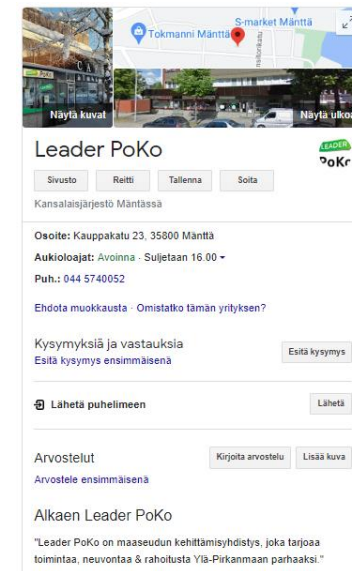 S-market Mänttä
Tokmanni Mänttä
Näytä kuvat
Näytä ulkoa
Leader PoKo
LEADER
Sivusto Reitti Tallenna Soita
Kansalaisjärjestö Mäntässä
Osoite: Kauppakatu 23, 35800 Mänttä
Aukioloajat: Avoinna · Suljetaan 16.00
Puh.: 044 5740052
Ehdota muokkausta · Omistatko tämän yrityksen?
Kysymyksiä ja vastauksia
Esitä kysymys
Esitä kysymys ensimmäisenä
Lähetä puhelimeen
Lähetä
Arvostelut
Kirjoita arvostelu Lisää kuva
Arvostele ensimmäisenä
Alkaen Leader PoKo
"Leader PoKo on maaseudun kehittämisyhdistys, joka tarjoaa
toimintaa, neuvontaa & rahoitusta Ylä-Pirkanmaan parhaaksi."